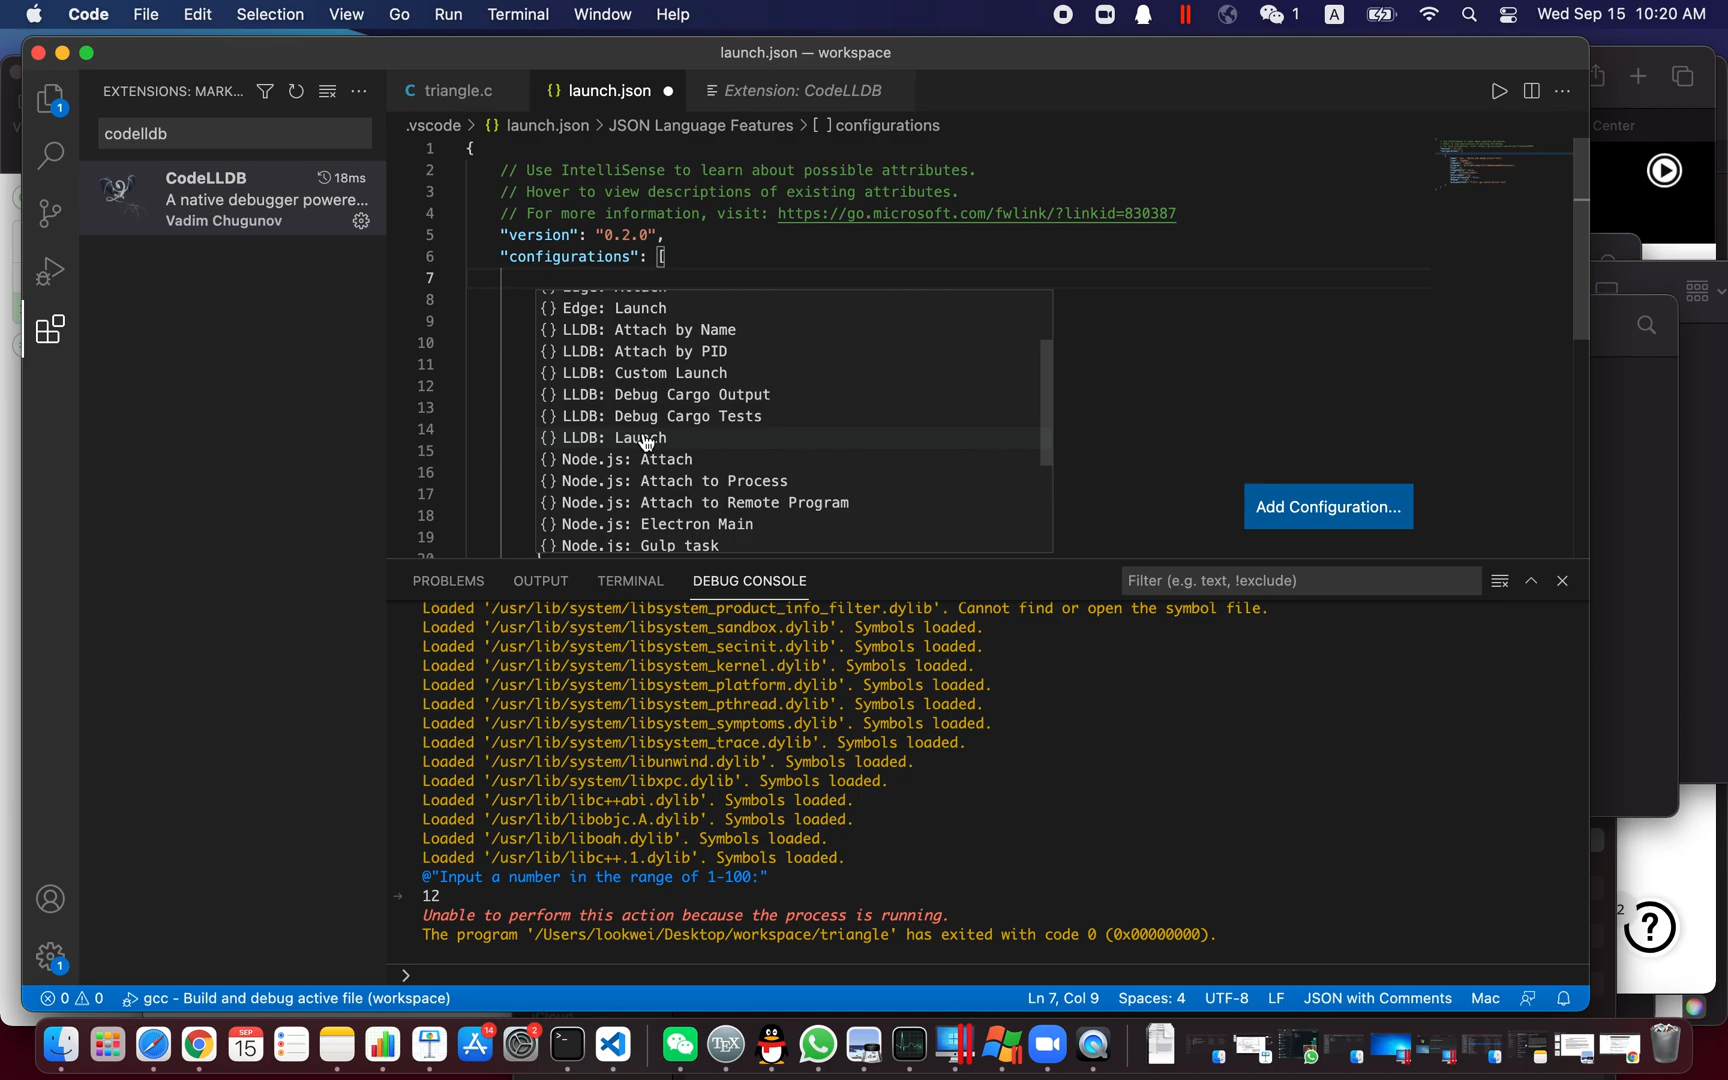 Code File Edit Selection View Go Run Terminal Window Help 1 A Wed Sep 15 10:20 AM
launch.json — workspace
EXTENSIONS: MARK...
codelldb
CodeLLDB 18ms
A native debugger powere...
Vadim Chugunov
C triangle.c {} launch.json Extension: CodeLLDB
.vscode > {} launch.json > JSON Language Features > [ ] configurations
1 {
2 // Use IntelliSense to learn about possible attributes.
3 // Hover to view descriptions of existing attributes.
4 // For more information, visit: https://go.microsoft.com/fwlink/?linkid=830387
5 "version": "0.2.0",
6 "configurations": [
7
8 {} Edge: Launch
9 {} LLDB: Attach by Name
10 {} LLDB: Attach by PID
11 {} LLDB: Custom Launch
12 {} LLDB: Debug Cargo Output
13 {} LLDB: Debug Cargo Tests
14 {} LLDB: Launch
15 {} Node.js: Attach
16 {} Node.js: Attach to Process
17 {} Node.js: Attach to Remote Program
18 {} Node.js: Electron Main
19 {} Node.js: Gulp task
20
Add Configuration...
Center
PROBLEMS OUTPUT TERMINAL DEBUG CONSOLE Filter (e.g. text, !exclude)
Loaded '/usr/lib/system/libsystem_product_info_filter.dylib'. Cannot find or open the symbol file.
Loaded '/usr/lib/system/libsystem_sandbox.dylib'. Symbols loaded.
Loaded '/usr/lib/system/libsystem_secinit.dylib'. Symbols loaded.
Loaded '/usr/lib/system/libsystem_kernel.dylib'. Symbols loaded.
Loaded '/usr/lib/system/libsystem_platform.dylib'. Symbols loaded.
Loaded '/usr/lib/system/libsystem_pthread.dylib'. Symbols loaded.
Loaded '/usr/lib/system/libsystem_symptoms.dylib'. Symbols loaded.
Loaded '/usr/lib/system/libsystem_trace.dylib'. Symbols loaded.
Loaded '/usr/lib/system/libunwind.dylib'. Symbols loaded.
Loaded '/usr/lib/system/libxpc.dylib'. Symbols loaded.
Loaded '/usr/lib/libc++abi.dylib'. Symbols loaded.
Loaded '/usr/lib/libobjc.A.dylib'. Symbols loaded.
Loaded '/usr/lib/liboah.dylib'. Symbols loaded.
Loaded '/usr/lib/libc++.1.dylib'. Symbols loaded.
@"Input a number in the range of 1-100:"
→ 12
Unable to perform this action because the process is running.
The program '/Users/lookwei/Desktop/workspace/triangle' has exited with code 0 (0x00000000).
>
0 0 gcc - Build and debug active file (workspace) Ln 7, Col 9 Spaces: 4 UTF-8 LF JSON with Comments Mac
1
1
2
?
SEP
15
14
2
TEX